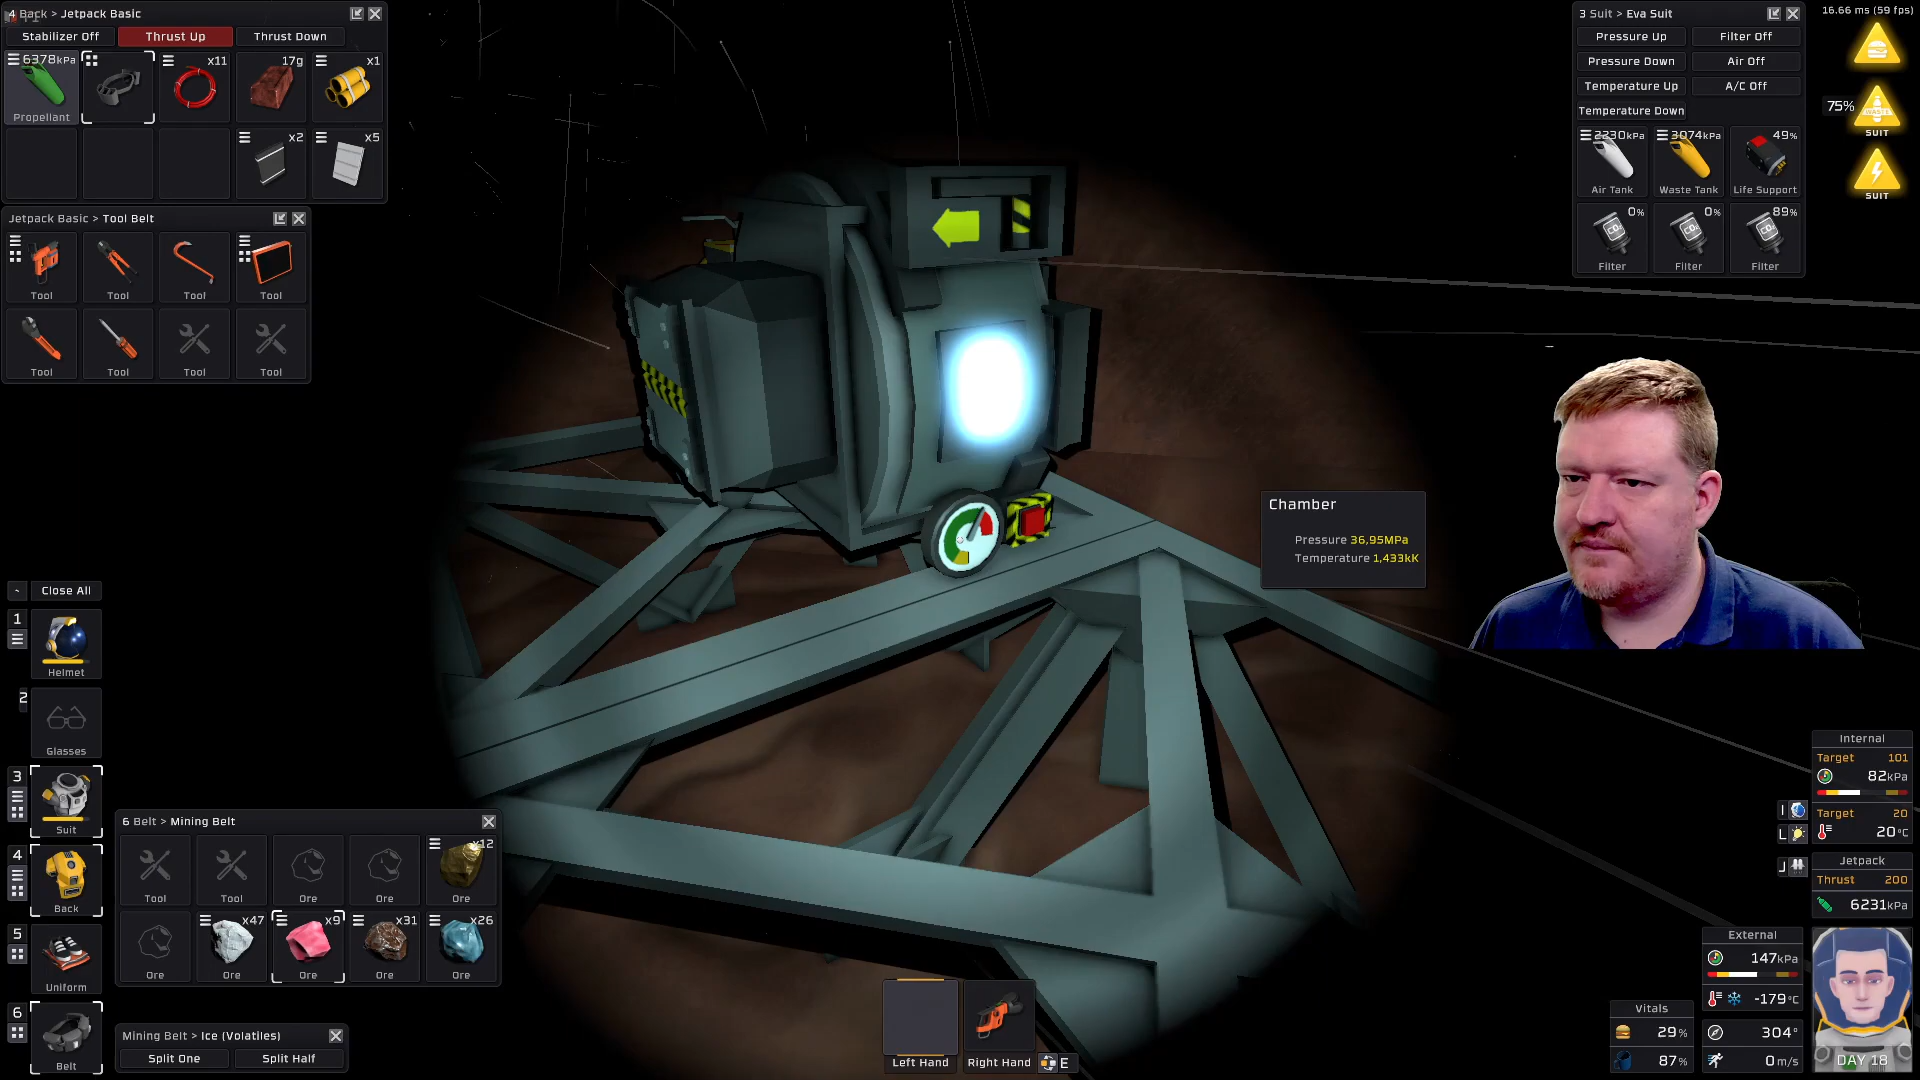 4 Back > Jetpack Basic
Stabilizer Off
Thrust Up
Thrust Down
6378kPa
Propellant
x11
17g
x1
x2
x5
Jetpack Basic > Tool Belt
Tool
Tool
Tool
Tool
Tool
Tool
Tool
Tool
~
Close All
1
Helmet
2
Glasses
3
Suit
4
Back
5
Uniform
6
Belt
6 Belt > Mining Belt
Tool
Tool
Ore
Ore
x12
Ore
Ore
x47
Ore
x9
Ore
x31
Ore
x26
Ore
Mining Belt > Ice (Volatiles)
Split One
Split Half
Left Hand
Right Hand
E
Chamber
Pressure 36,95MPa
Temperature 1,433kK
3 Suit > Eva Suit
Pressure Up
Filter Off
Pressure Down
Air Off
Temperature Up
A/C Off
Temperature Down
2230kPa
Air Tank
3074kPa
Waste Tank
49%
Life Support
0%
Filter
0%
Filter
89%
Filter
16.66 ms (59 fps)
75%
WASTE
SUIT
SUIT
Internal
Target 101
82kPa
Target 20
20°C
I
L
J
Jetpack
Thrust 200
6231kPa
External
147kPa
-179°C
304°
0m/s
Vitals
29%
87%
DAY 18